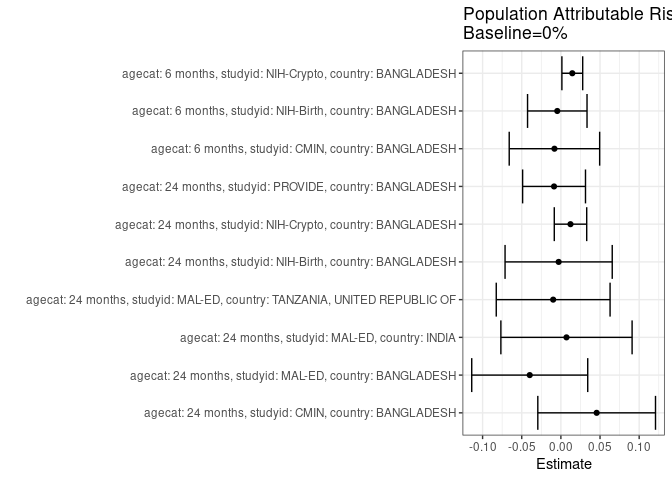 Population Attributable Ris
Baseline=0%
agecat: 6 months, studyid: NIH-Crypto, country: BANGLADESH
agecat: 6 months, studyid: NIH-Birth, country: BANGLADESH
agecat: 6 months, studyid: CMIN, country: BANGLADESH
agecat: 24 months, studyid: PROVIDE, country: BANGLADESH
agecat: 24 months, studyid: NIH-Crypto, country: BANGLADESH
agecat: 24 months, studyid: NIH-Birth, country: BANGLADESH
agecat: 24 months, studyid: MAL-ED, country: TANZANIA, UNITED REPUBLIC OF
agecat: 24 months, studyid: MAL-ED, country: INDIA
agecat: 24 months, studyid: MAL-ED, country: BANGLADESH
agecat: 24 months, studyid: CMIN, country: BANGLADESH
-0.10 -0.05 0.00 0.05 0.10
Estimate